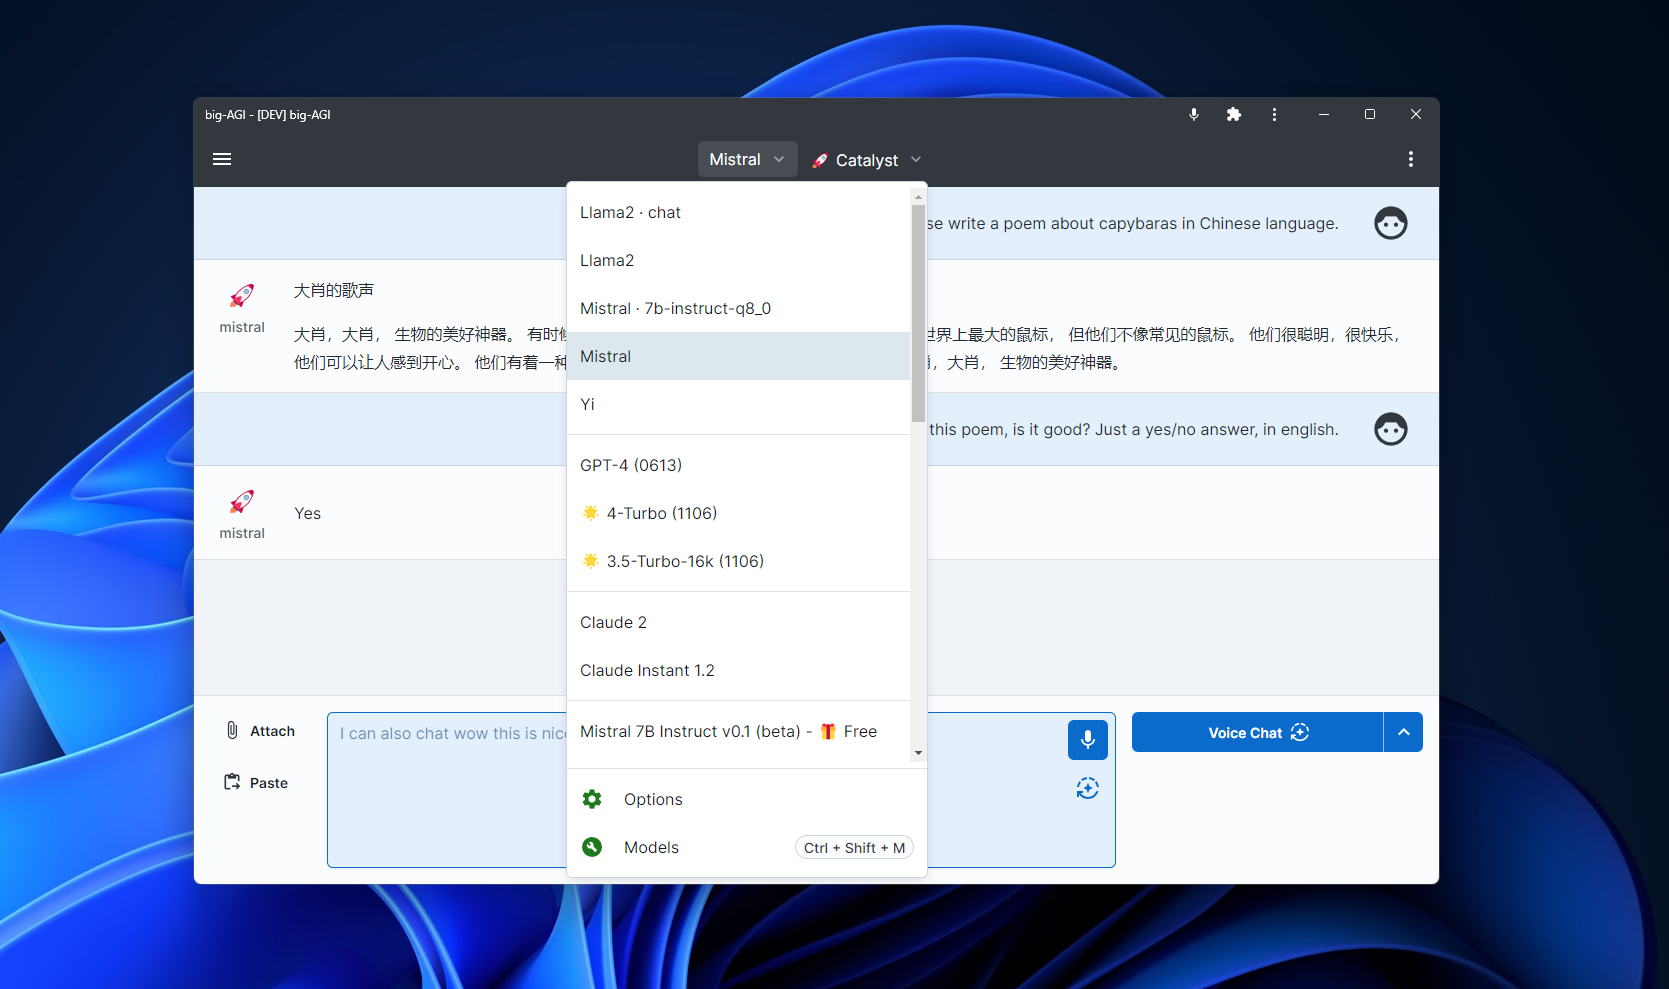 big-AGI - [DEV] big-AGI
Mistral
Catalyst
se write a poem about capybaras in Chinese language.
大肖的歌声
mistral
大肖，大肖， 生物的美好神器。 有时
世界上最大的鼠标， 但他们不像常见的鼠标。 他们很聪明，很快乐，
他们可以让人感到开心。 他们有着一种
，大肖， 生物的美好神器。
this poem, is it good? Just a yes/no answer, in english.
mistral
Yes
Llama2 · chat
Llama2
Mistral · 7b-instruct-q8_0
Mistral
Yi
GPT-4 (0613)
🌟 4-Turbo (1106)
🌟 3.5-Turbo-16k (1106)
Claude 2
Claude Instant 1.2
Mistral 7B Instruct v0.1 (beta) - 🎁 Free
Options
Models
Ctrl + Shift + M
Attach
Paste
I can also chat wow this is nic
Voice Chat